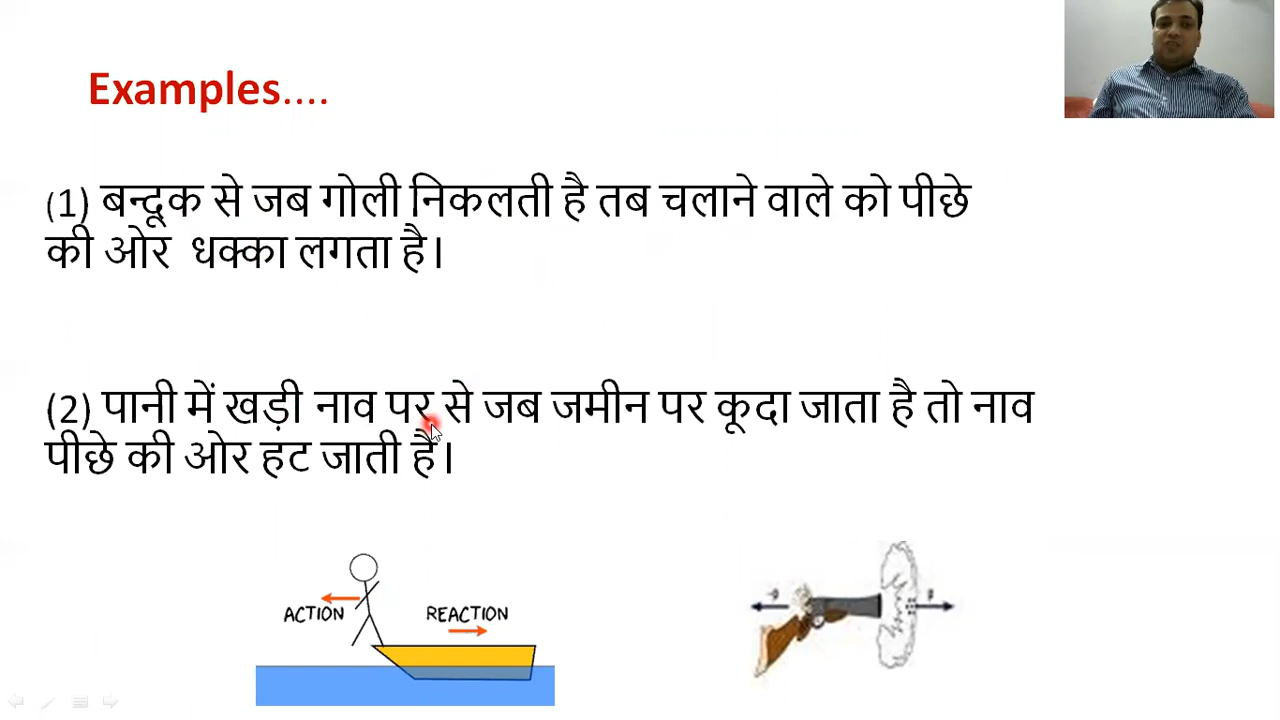 Examples....
(1) बन्दूक से जब गोली निकलती है तब चलाने वाले को पीछे
की ओर धक्का लगता है।
(2) पानी में खड़ी नाव पर से जब जमीन पर कूदा जाता है तो नाव
पीछे की ओर हट जाती है।
ACTION
REACTION